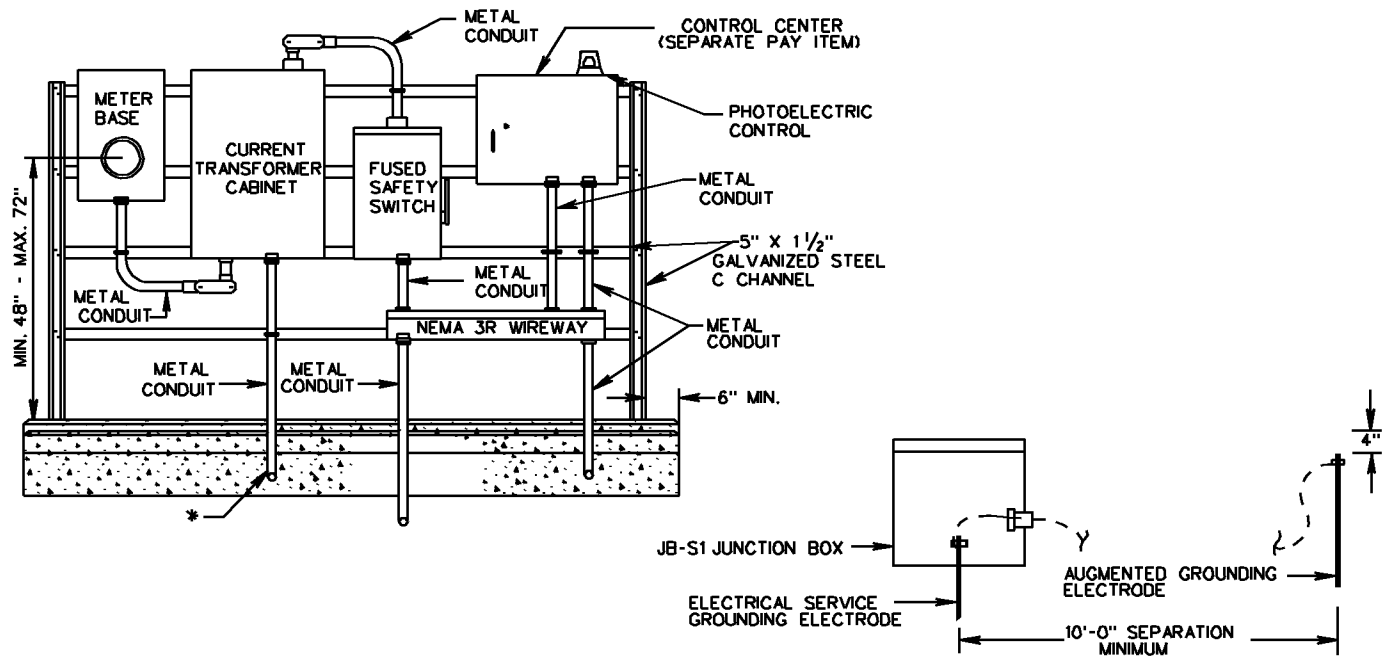 METAL
CONDUIT
CONTROL CENTER
(SEPARATE PAY ITEM)
METER
BASE
PHOTOELECTRIC
CONTROL
CURRENT
TRANSFORMER
CABINET
FUSED
SAFETY
SWITCH
METAL
CONDUIT
MIN. 48" - MAX. 72"
5" X 1 1/2"
GALVANIZED STEEL
C CHANNEL
METAL
CONDUIT
METAL
CONDUIT
NEMA 3R WIREWAY
METAL
CONDUIT
METAL
CONDUIT
METAL
CONDUIT
6" MIN.
4"
*
JB-S1 JUNCTION BOX
AUGMENTED GROUNDING
ELECTRODE
ELECTRICAL SERVICE
GROUNDING ELECTRODE
10'-0" SEPARATION
MINIMUM